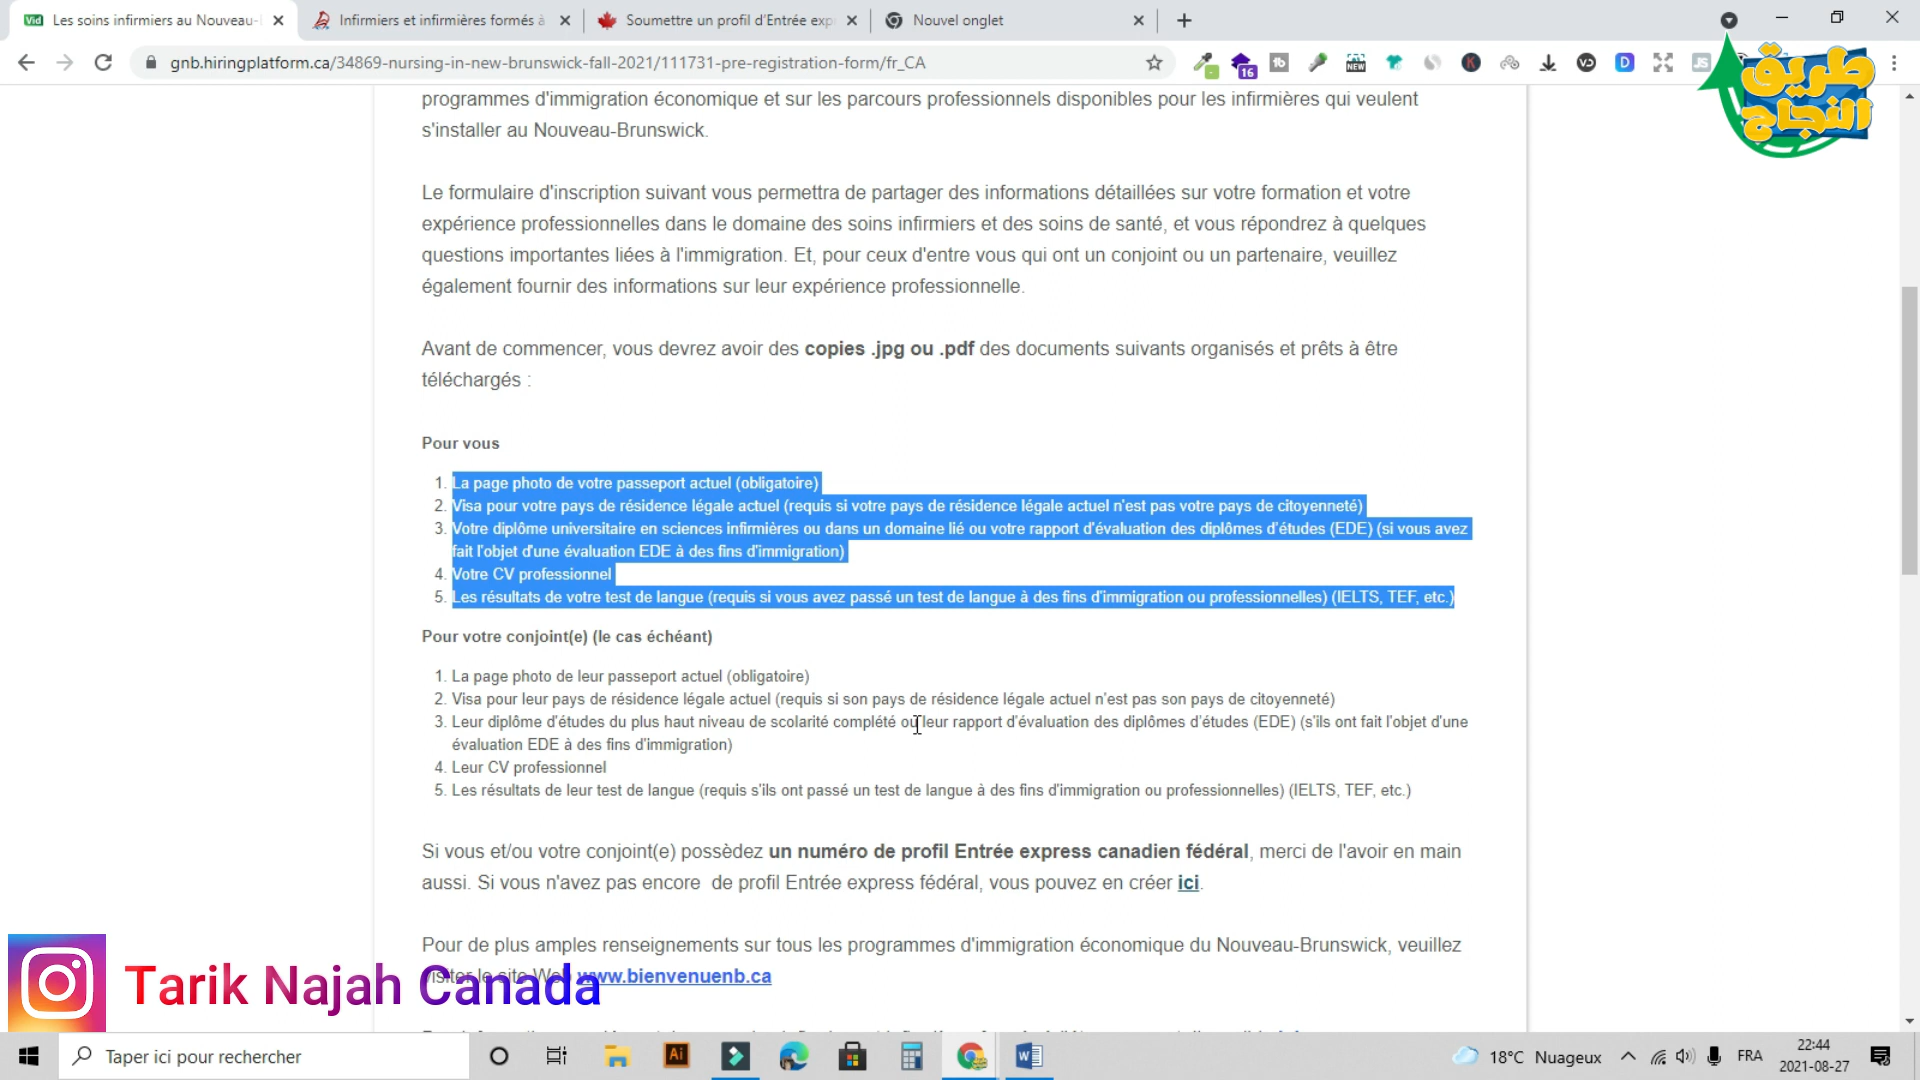 Les soins infirmiers au Nouveau-
Infirmiers et infirmières formés à
Soumettre un profil d'Entrée exp
Nouvel onglet
gnb.hiringplatform.ca/34869-nursing-in-new-brunswick-fall-2021/111731-pre-registration-form/fr_CA
طريق
النجاح
programmes d'immigration économique et sur les parcours professionnels disponibles pour les infirmières qui veulent
s'installer au Nouveau-Brunswick.
Le formulaire d'inscription suivant vous permettra de partager des informations détaillées sur votre formation et votre
expérience professionnelles dans le domaine des soins infirmiers et des soins de santé, et vous répondrez à quelques
questions importantes liées à l'immigration. Et, pour ceux d'entre vous qui ont un conjoint ou un partenaire, veuillez
également fournir des informations sur leur expérience professionnelle.
Avant de commencer, vous devrez avoir des copies .jpg ou .pdf des documents suivants organisés et prêts à être
téléchargés :
Pour vous
1. La page photo de votre passeport actuel (obligatoire)
2. Visa pour votre pays de résidence légale actuel (requis si votre pays de résidence légale actuel n'est pas votre pays de citoyenneté)
3. Votre diplôme universitaire en sciences infirmières ou dans un domaine lié ou votre rapport d'évaluation des diplômes d'études (EDE) (si vous avez
fait l'objet d'une évaluation EDE à des fins d'immigration)
4. Votre CV professionnel
5. Les résultats de votre test de langue (requis si vous avez passé un test de langue à des fins d'immigration ou professionnelles) (IELTS, TEF, etc.)
Pour votre conjoint(e) (le cas échéant)
1. La page photo de leur passeport actuel (obligatoire)
2. Visa pour leur pays de résidence légale actuel (requis si son pays de résidence légale actuel n'est pas son pays de citoyenneté)
3. Leur diplôme d'études du plus haut niveau de scolarité complété ou leur rapport d'évaluation des diplômes d'études (EDE) (s'ils ont fait l'objet d'une
évaluation EDE à des fins d'immigration)
4. Leur CV professionnel
5. Les résultats de leur test de langue (requis s'ils ont passé un test de langue à des fins d'immigration ou professionnelles) (IELTS, TEF, etc.)
Si vous et/ou votre conjoint(e) possèdez un numéro de profil Entrée express canadien fédéral, merci de l'avoir en main
aussi. Si vous n'avez pas encore de profil Entrée express fédéral, vous pouvez en créer ici.
Pour de plus amples renseignements sur tous les programmes d'immigration économique du Nouveau-Brunswick, veuillez
visiter le site Web www.bienvenuenb.ca
Tarik Najah Canada
Taper ici pour rechercher
18°C Nuageux
FRA
22:44
2021-08-27